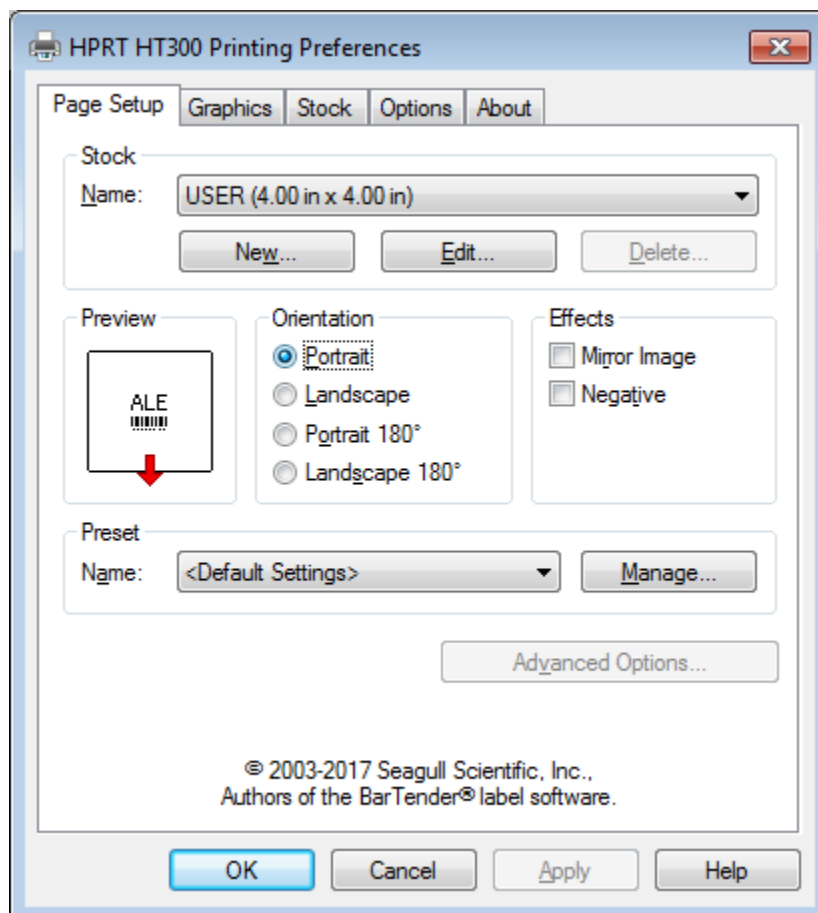 HPRT HT300 Printing Preferences
Page Setup Graphics Stock Options About
Stock
Name: USER (4.00 in x 4.00 in)
New... Edit... Delete...
Preview Orientation Effects
ALE
Portrait
Landscape
Portrait 180°
Landscape 180°
Mirror Image
Negative
Preset
Name: <Default Settings> Manage...
Advanced Options...
© 2003-2017 Seagull Scientific, Inc.,
Authors of the BarTender® label software.
OK Cancel Apply Help